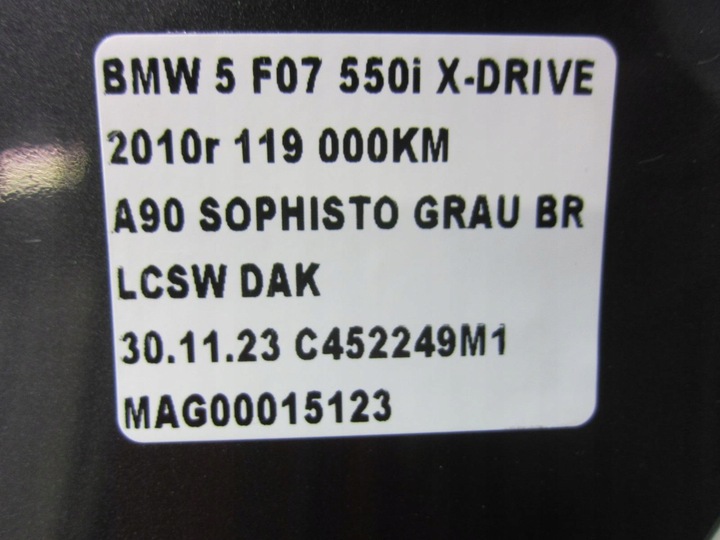 BMW 5 F07 550i X-DRIVE
2010r 119 000KM
A90 SOPHISTO GRAU BR
LCSW DAK
30.11.23 C452249M1
MAG00015123